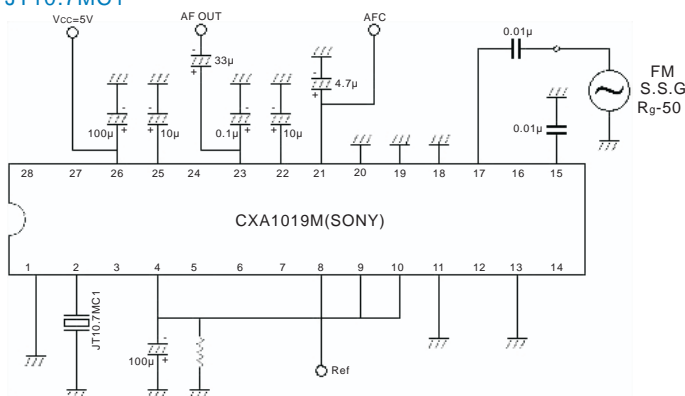 JT10.7MC1
Vcc=5V
AF OUT
AFC
0.01µ
-
33µ
+
-
4.7µ
+
FM
S.S.G
Rg-50
-
100µ
+
-
10µ
+
-
0.1µ
+
-
10µ
+
0.01µ
28 27 26 25 24 23 22 21 20 19 18 17 16 15
CXA1019M(SONY)
1 2 3 4 5 6 7 8 9 10 11 12 13 14
JT10.7MC1
-
100µ
+
Ref